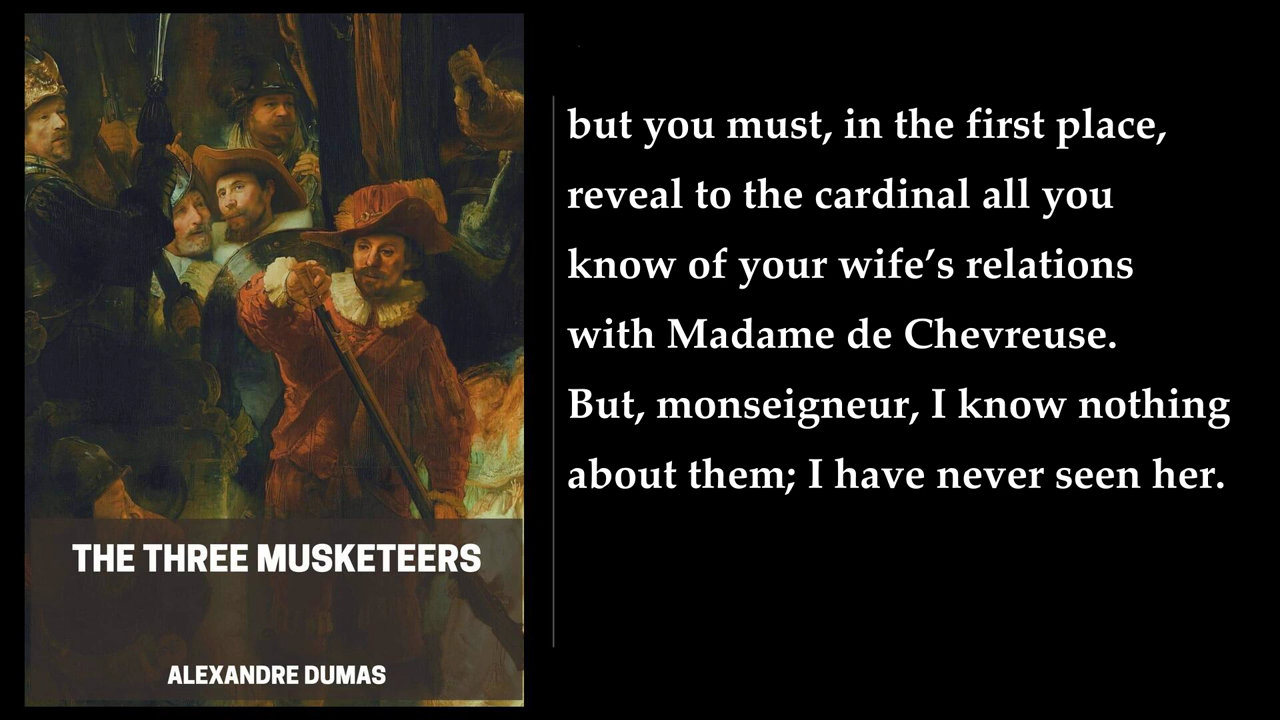 but you must, in the first place,
reveal to the cardinal all you
know of your wife’s relations
with Madame de Chevreuse.
But, monseigneur, I know nothing
about them; I have never seen her.
THE THREE MUSKETEERS
ALEXANDRE DUMAS